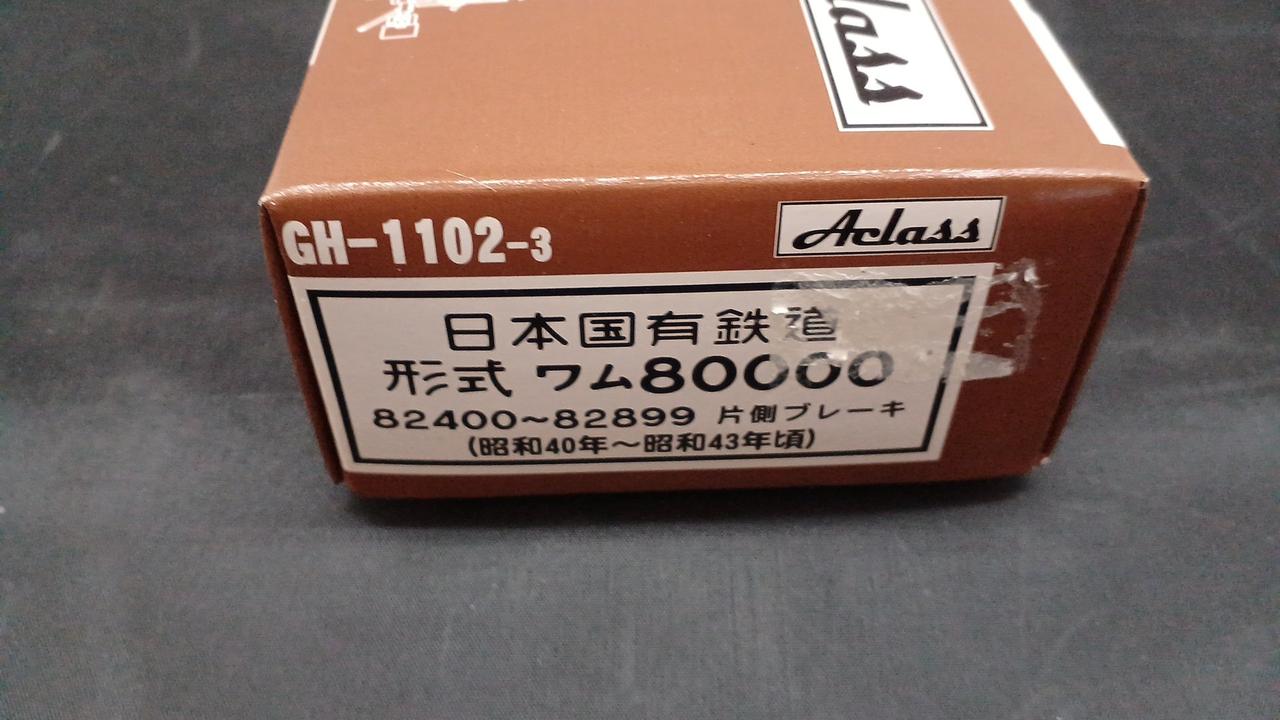 Aclass
GH-1102-3
Aclass
日本国有鉄道
形式 ワム80000
82400～82899 片側ブレーキ
(昭和40年～昭和43年頃)